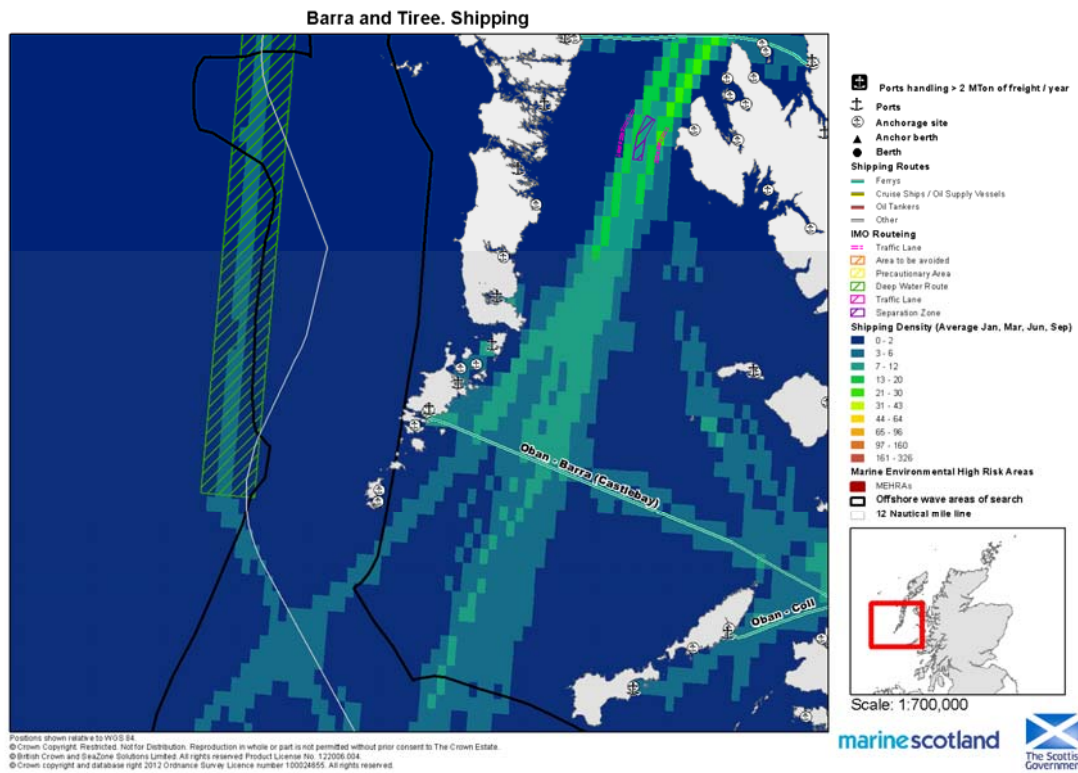 Barra and Tiree. Shipping
Oban - Barra (Castlebay)
Oban - Coll
Ports handling > 2 MTon of freight / year
Ports
Anchorage site
Anchor berth
Berth
Shipping Routes
Ferrys
Cruise Ships / Oil Supply Vessels
Oil Tankers
Other
IMO Routeing
Traffic Lane
Area to be avoided
Precautionary Area
Deep Water Route
Traffic Lane
Separation Zone
Shipping Density (Average Jan, Mar, Jun, Sep)
0 - 2
3 - 6
7 - 12
13 - 20
21 - 30
31 - 43
44 - 64
65 - 96
97 - 160
161 - 326
Marine Environmental High Risk Areas
MEHRAs
Offshore wave areas of search
12 Nautical mile line
Scale: 1:700,000
marinescotland
The Scottis
Governmen
Positions shown relative to WGS 84.
© Crown Copyright. Restricted. Not for Distribution. Reproduction in whole or part is not permitted without prior consent to The Crown Estate.
© British Crown and SeaZone Solutions Limited. All rights reserved. Product License No. 122006.004.
© Crown copyright and database right 2012 Ordnance Survey Licence number 100024655. All rights reserved.